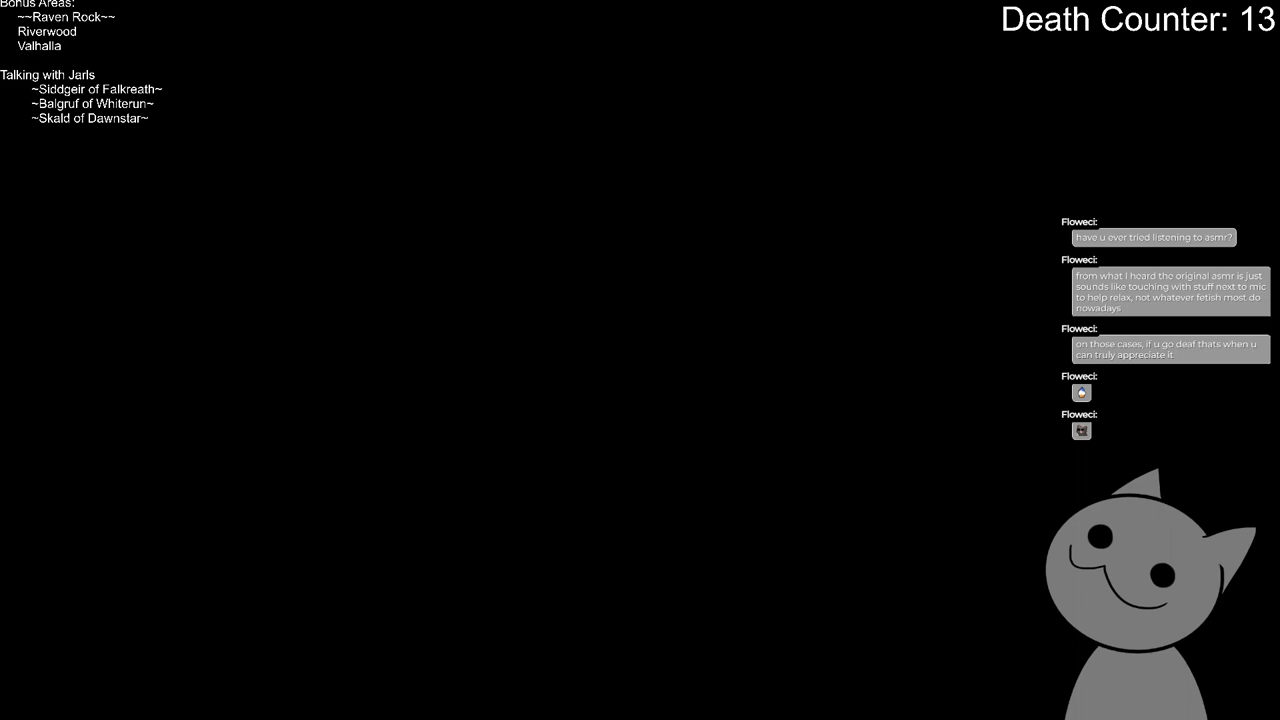 Bonus Areas:
~~Raven Rock~~
Riverwood
Valhalla
Talking with Jarls
~Siddgeir of Falkreath~
~Balgruf of Whiterun~
~Skald of Dawnstar~
Death Counter: 13
Floweci:
have u ever tried listening to asmr?
Floweci:
from what I heard the original asmr is just
sounds like touching with stuff next to mic
to help relax, not whatever fetish most do
nowadays
Floweci:
on those cases, if u go deaf thats when u
can truly appreciate it
Floweci:
Floweci: